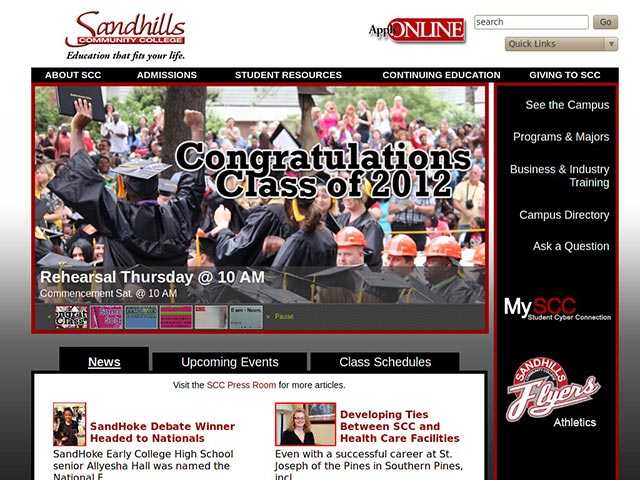 Sandhills
COMMUNITY COLLEGE
Education that fits your life.
Apply ONLINE
search
Go
Quick Links
ABOUT SCC
ADMISSIONS
STUDENT RESOURCES
CONTINUING EDUCATION
GIVING TO SCC
Congratulations
Class of 2012
Rehearsal Thursday @ 10 AM
Commencement Sat. @ 10 AM
« » Pause
See the Campus
Programs & Majors
Business & Industry
Training
Campus Directory
Ask a Question
MySCC
Student Cyber Connection
SANDHILLS
Flyers
Athletics
News
Upcoming Events
Class Schedules
Visit the SCC Press Room for more articles.
SandHoke Debate Winner
Headed to Nationals
SandHoke Early College High School
senior Allyesha Hall was named the
National F
Developing Ties
Between SCC and
Health Care Facilities
Even with a successful career at St.
Joseph of the Pines in Southern Pines,
incl